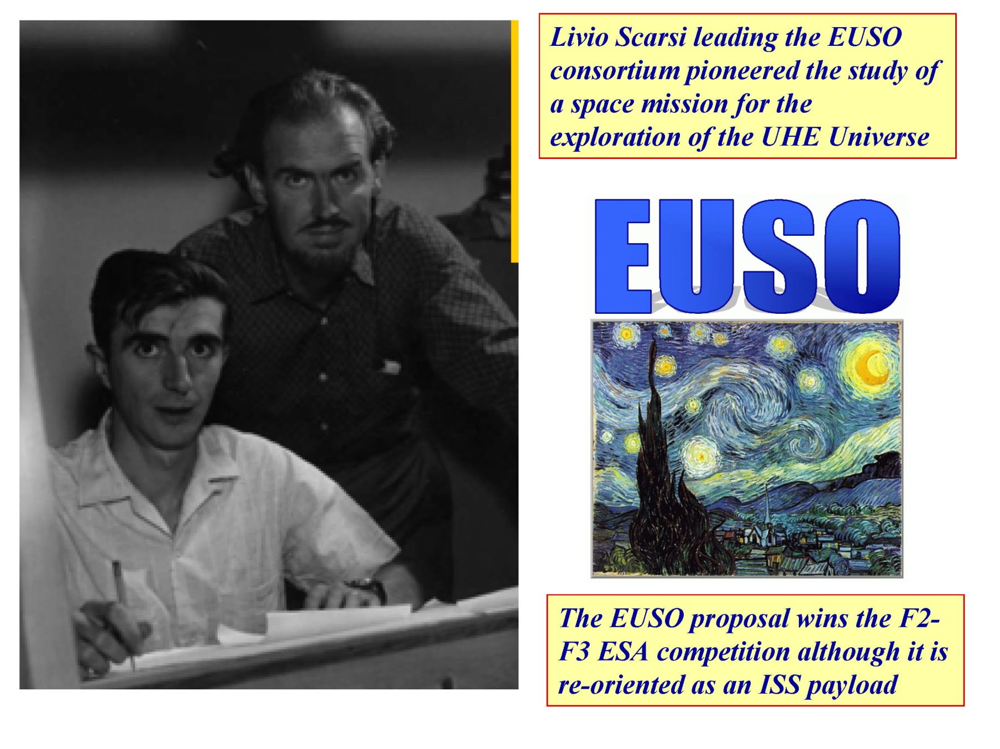 Livio Scarsi leading the EUSO
consortium pioneered the study of
a space mission for the
exploration of the UHE Universe
EUSO
The EUSO proposal wins the F2-
F3 ESA competition although it is
re-oriented as an ISS payload